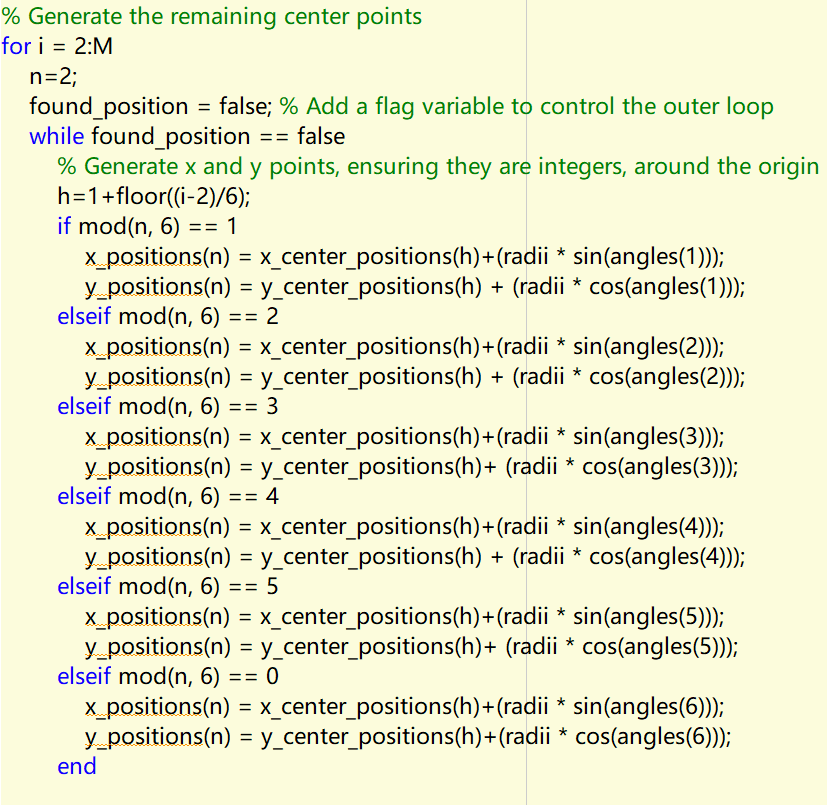 % Generate the remaining center points
for i = 2:M
n=2;
found_position = false; % Add a flag variable to control the outer loop
while found_position == false
% Generate x and y points, ensuring they are integers, around the origin
h=1+floor((i-2)/6);
if mod(n, 6) == 1
x_positions(n) = x_center_positions(h)+(radii * sin(angles(1)));
y_positions(n) = y_center_positions(h) + (radii * cos(angles(1)));
elseif mod(n, 6) == 2
x_positions(n) = x_center_positions(h)+(radii * sin(angles(2)));
y_positions(n) = y_center_positions(h) + (radii * cos(angles(2)));
elseif mod(n, 6) == 3
x_positions(n) = x_center_positions(h)+(radii * sin(angles(3)));
y_positions(n) = y_center_positions(h)+ (radii * cos(angles(3)));
elseif mod(n, 6) == 4
x_positions(n) = x_center_positions(h)+(radii * sin(angles(4)));
y_positions(n) = y_center_positions(h) + (radii * cos(angles(4)));
elseif mod(n, 6) == 5
x_positions(n) = x_center_positions(h)+(radii * sin(angles(5)));
y_positions(n) = y_center_positions(h)+ (radii * cos(angles(5)));
elseif mod(n, 6) == 0
x_positions(n) = x_center_positions(h)+(radii * sin(angles(6)));
y_positions(n) = y_center_positions(h)+(radii * cos(angles(6)));
end